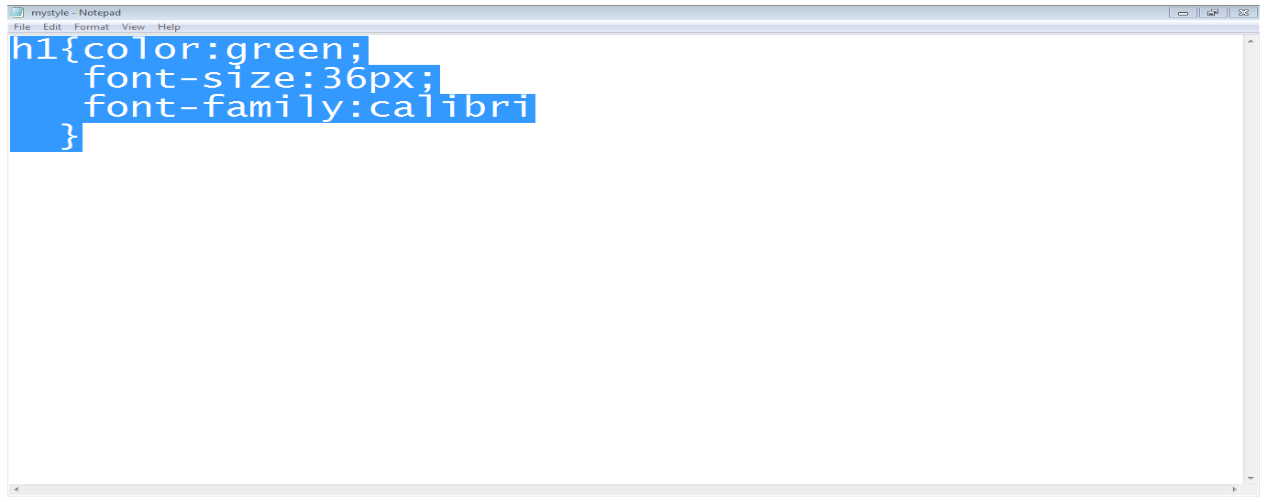 mystyle - Notepad
File Edit Format View Help
h1{color:green;
    font-size:36px;
    font-family:calibri
   }